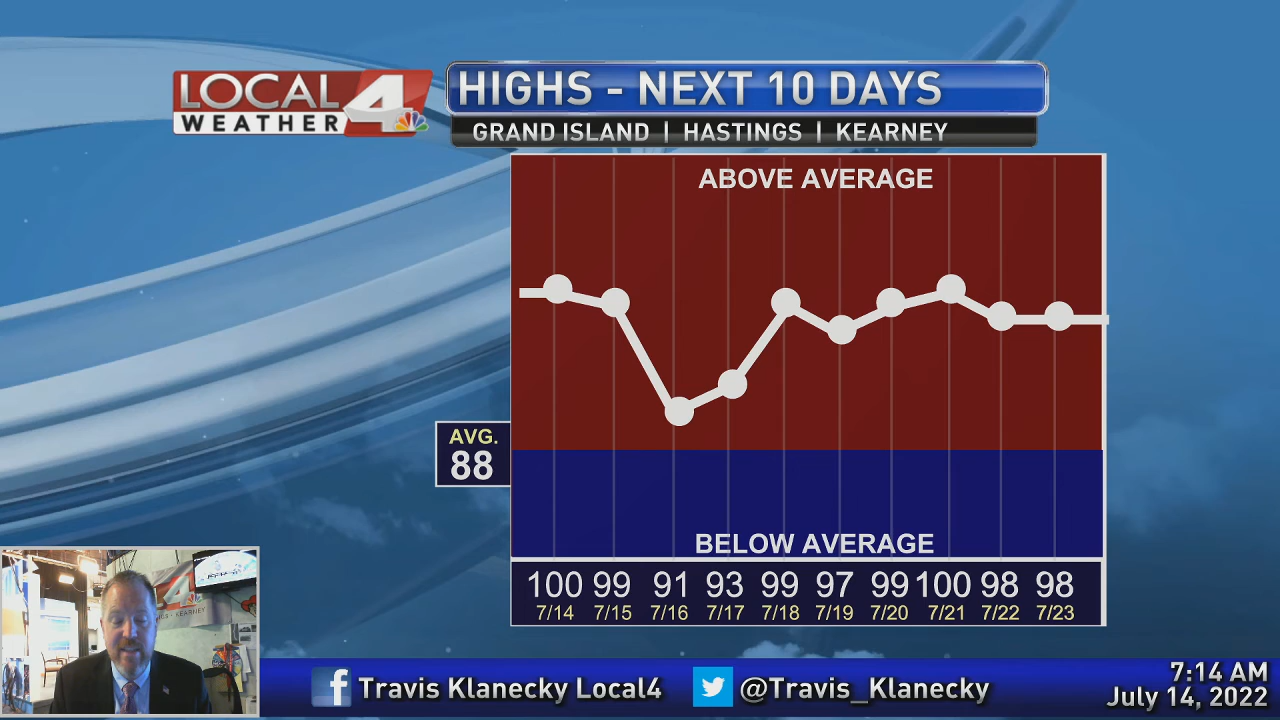 LOCAL 4
WEATHER
HIGHS - NEXT 10 DAYS
GRAND ISLAND | HASTINGS | KEARNEY
ABOVE AVERAGE
AVG.
88
BELOW AVERAGE
100 99 91 93 99 97 99 100 98 98
7/14 7/15 7/16 7/17 7/18 7/19 7/20 7/21 7/22 7/23
4
KEARNEY
f Travis Klanecky Local4
@Travis_Klanecky
7:14 AM
July 14, 2022